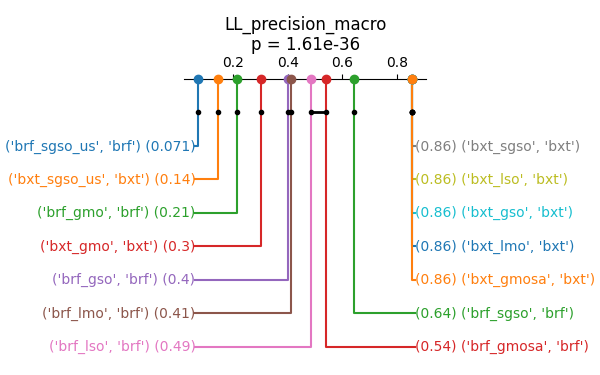 LL_precision_macro
p = 1.61e-36
0.2 0.4 0.6 0.8
('brf_sgso_us', 'brf') (0.071) (0.86) ('bxt_sgso', 'bxt')
('bxt_sgso_us', 'bxt') (0.14) (0.86) ('bxt_lso', 'bxt')
('brf_gmo', 'brf') (0.21) (0.86) ('bxt_gso', 'bxt')
('bxt_gmo', 'bxt') (0.3) (0.86) ('bxt_lmo', 'bxt')
('brf_gso', 'brf') (0.4) (0.86) ('bxt_gmosa', 'bxt')
('brf_lmo', 'brf') (0.41) (0.64) ('brf_sgso', 'brf')
('brf_lso', 'brf') (0.49) (0.54) ('brf_gmosa', 'brf')